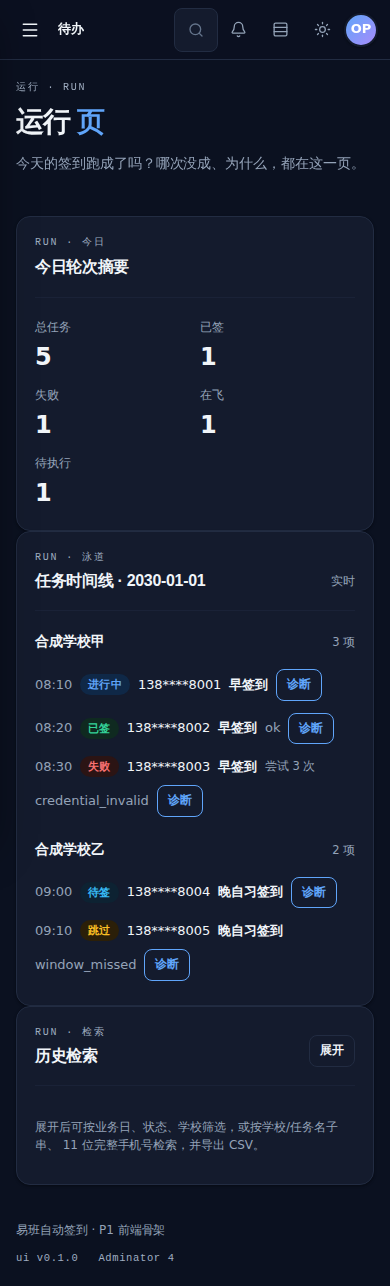 待办
OP
运行 · RUN
运行 页
今天的签到跑成了吗？哪次没成、为什么，都在这一页。
RUN · 今日
今日轮次摘要
总任务
已签
5
1
失败
在飞
1
1
待执行
1
RUN · 泳道
任务时间线 · 2030-01-01
实时
合成学校甲
3 项
08:10 进行中 138****8001 早签到 诊断
08:20 已签 138****8002 早签到 ok 诊断
08:30 失败 138****8003 早签到 尝试 3 次
credential_invalid 诊断
合成学校乙
2 项
09:00 待签 138****8004 晚自习签到 诊断
09:10 跳过 138****8005 晚自习签到
window_missed 诊断
RUN · 检索
历史检索
展开
展开后可按业务日、状态、学校筛选，或按学校/任务名子
串、 11 位完整手机号检索，并导出 CSV。
易班自动签到 · P1 前端骨架
ui v0.1.0 Adminator 4